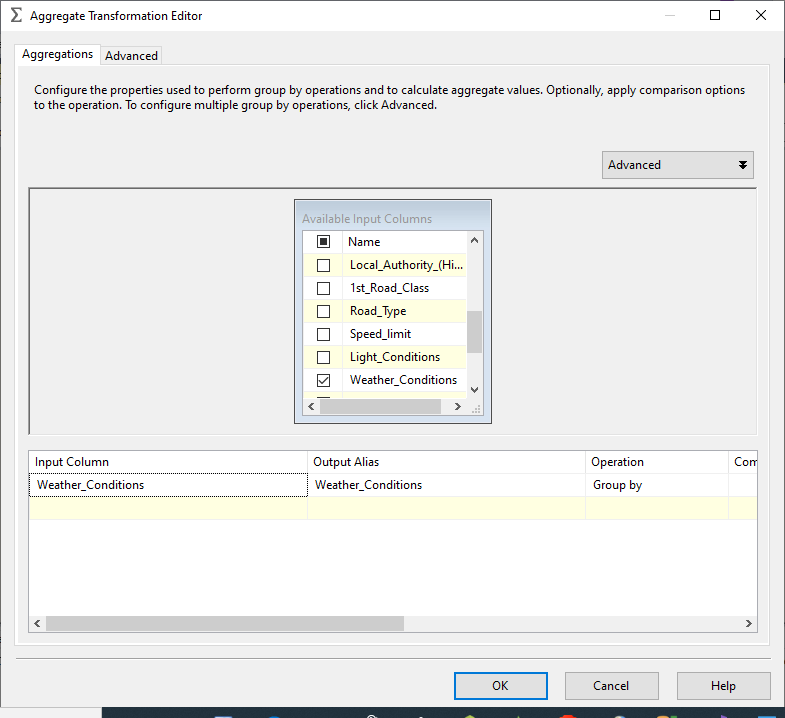 Aggregate Transformation Editor
Aggregations
Advanced
Configure the properties used to perform group by operations and to calculate aggregate values. Optionally, apply comparison options
to the operation. To configure multiple group by operations, click Advanced.
Advanced
Available Input Columns
Name
Local_Authority_(Hi...
1st_Road_Class
Road_Type
Speed_limit
Light_Conditions
Weather_Conditions
Input Column Output Alias Operation Com
Weather_Conditions Weather_Conditions Group by
OK Cancel Help